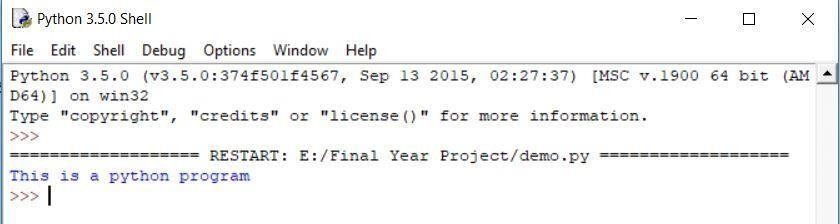 Python 3.5.0 Shell
File Edit Shell Debug Options Window Help
Python 3.5.0 (v3.5.0:374f501f4567, Sep 13 2015, 02:27:37) [MSC v.1900 64 bit (AM
D64)] on win32
Type "copyright", "credits" or "license()" for more information.
>>>
=================== RESTART: E:/Final Year Project/demo.py ===================
This is a python program
>>>